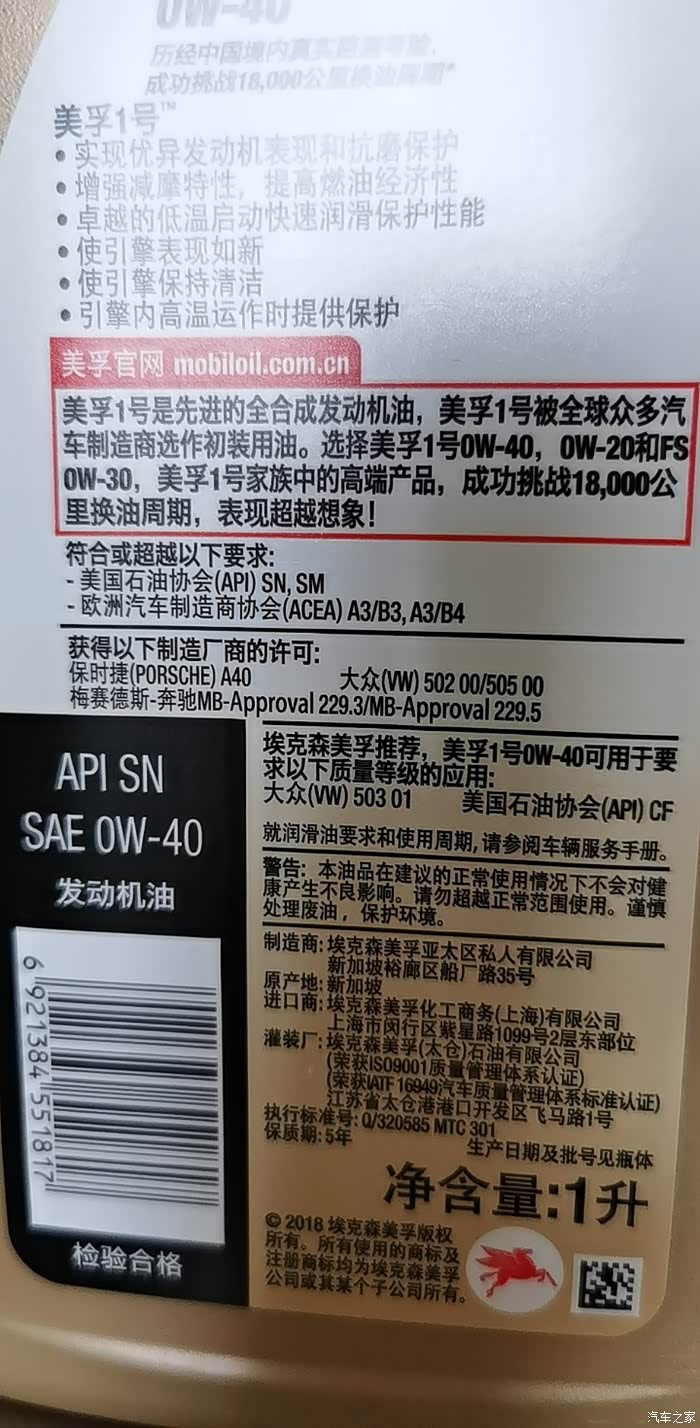 0W-40
历经中国境内真实路面考验，
成功挑战18,000公里换油周期*
美孚1号™
• 实现优异发动机表现和抗磨保护
• 增强减摩特性，提高燃油经济性
• 卓越的低温启动快速润滑保护性能
• 使引擎表现如新
• 使引擎保持清洁
• 引擎内高温运作时提供保护
美孚官网 mobiloil.com.cn
美孚1号是先进的全合成发动机油，美孚1号被全球众多汽
车制造商选作初装用油。选择美孚1号0W-40，0W-20和FS
0W-30，美孚1号家族中的高端产品，成功挑战18,000公
里换油周期，表现超越想象！
符合或超越以下要求:
- 美国石油协会(API) SN, SM
- 欧洲汽车制造商协会(ACEA) A3/B3, A3/B4
获得以下制造厂商的许可:
保时捷(PORSCHE) A40 大众(VW) 502 00/505 00
梅赛德斯-奔驰MB-Approval 229.3/MB-Approval 229.5
API SN
SAE 0W-40
发动机油
6 921384 551817
检验合格
埃克森美孚推荐，美孚1号0W-40可用于要
求以下质量等级的应用:
大众(VW) 503 01 美国石油协会(API) CF
就润滑油要求和使用周期,请参阅车辆服务手册。
警告: 本油品在建议的正常使用情况下不会对健
康产生不良影响。请勿超越正常范围使用。谨慎
处理废油，保护环境。
制造商: 埃克森美孚亚太区私人有限公司
新加坡裕廊区船厂路35号
原产地: 新加坡
进口商: 埃克森美孚化工商务(上海)有限公司
上海市闵行区紫星路1099号2层东部位
灌装厂: 埃克森美孚(太仓)石油有限公司
(荣获ISO9001质量管理体系认证)
(荣获IATF 16949汽车质量管理体系标准认证)
江苏省太仓港港口开发区飞马路1号
执行标准号: Q/320585 MTC 301
保质期: 5年
生产日期及批号见瓶体
净含量:1升
© 2018 埃克森美孚版权
所有。所有使用的商标及
注册商标均为埃克森美孚
公司或其某个子公司所有。
汽车之家